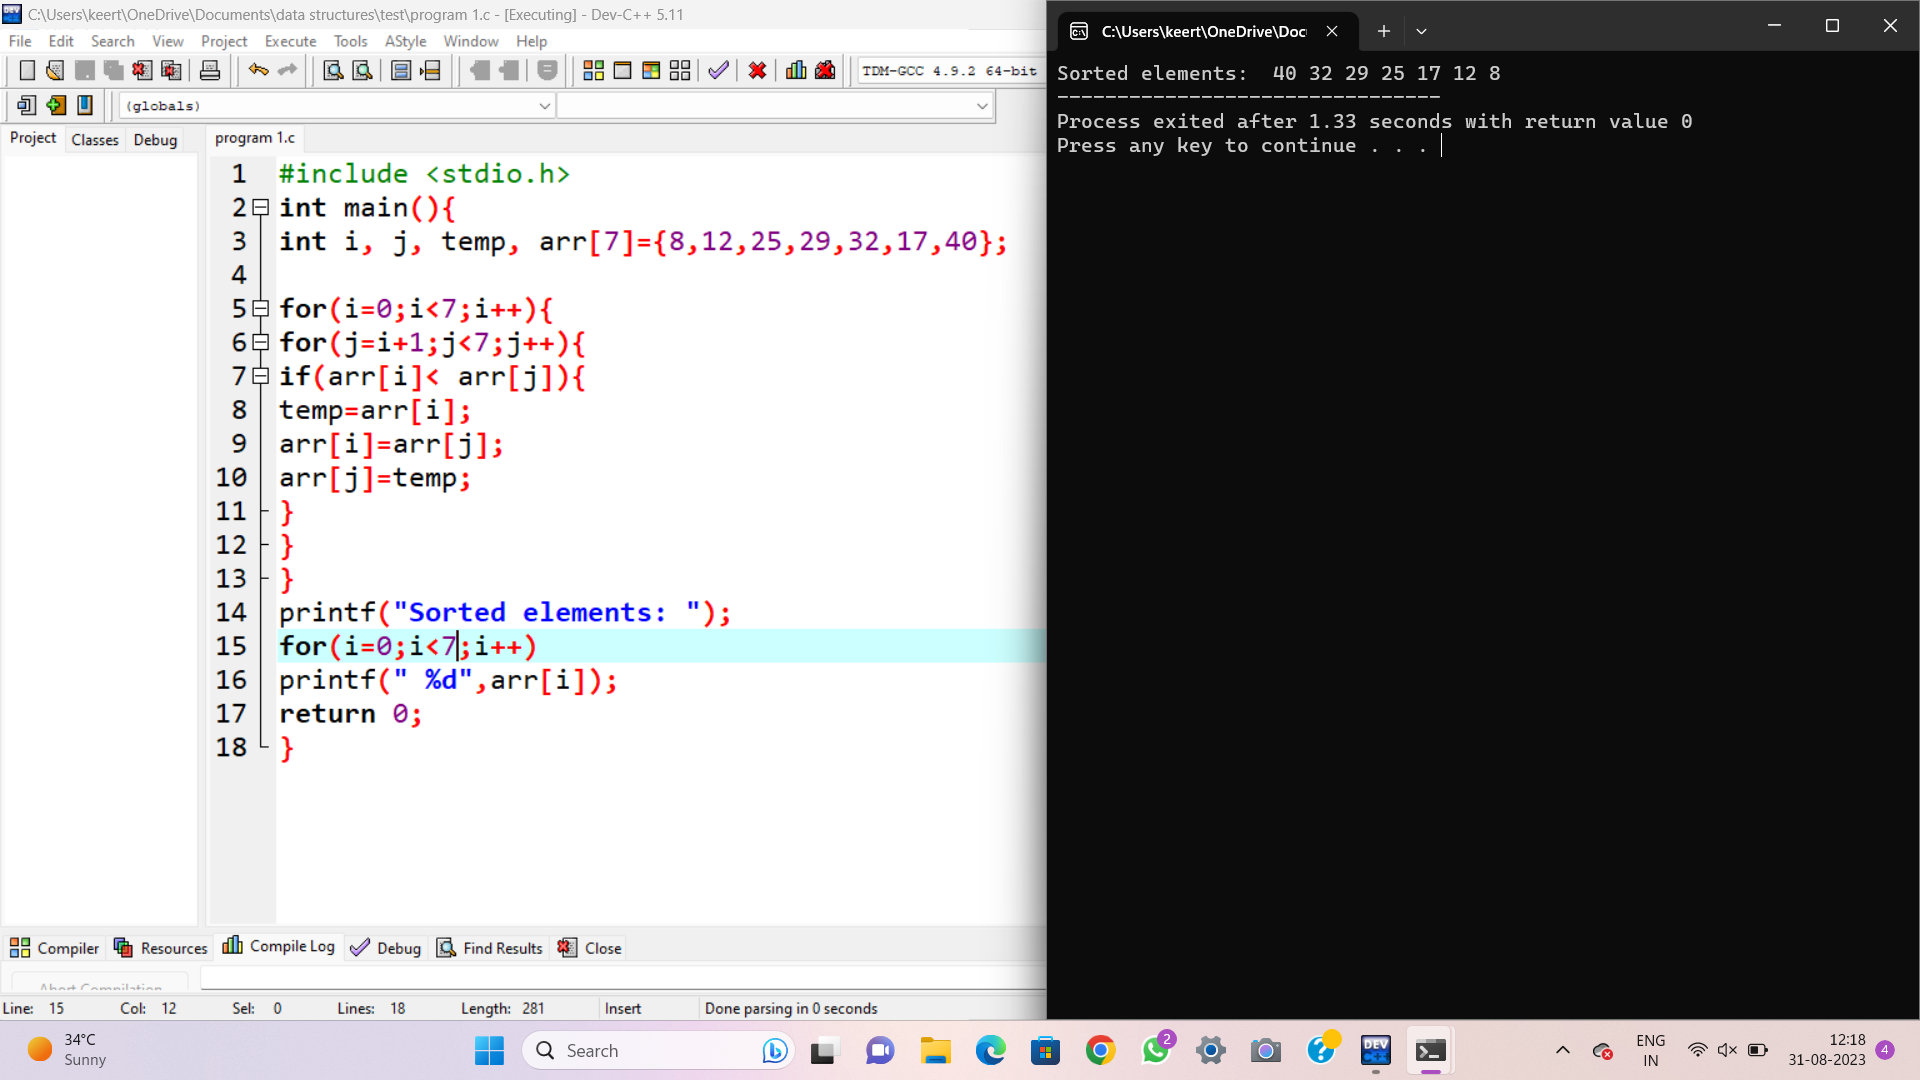 C:\Users\keert\OneDrive\Documents\data structures\test\program 1.c - [Executing] - Dev-C++ 5.11
File Edit Search View Project Execute Tools AStyle Window Help
TDM-GCC 4.9.2 64-bit
(globals)
Project Classes Debug
program 1.c
1 #include <stdio.h>
2 int main(){
3 int i, j, temp, arr[7]={8,12,25,29,32,17,40};
4
5 for(i=0;i<7;i++){
6 for(j=i+1;j<7;j++){
7 if(arr[i]< arr[j]){
8 temp=arr[i];
9 arr[i]=arr[j];
10 arr[j]=temp;
11 }
12 }
13 }
14 printf("Sorted elements: ");
15 for(i=0;i<7;i++)
16 printf(" %d",arr[i]);
17 return 0;
18 }
Compiler Resources Compile Log Debug Find Results Close
Abort Compilation
Line: 15 Col: 12 Sel: 0 Lines: 18 Length: 281 Insert Done parsing in 0 seconds
C:\Users\keert\OneDrive\Doc
Sorted elements:  40 32 29 25 17 12 8
--------------------------------
Process exited after 1.33 seconds with return value 0
Press any key to continue . . .
34°C
Sunny
Search
2
DEV
C++
ENG
IN
12:18
31-08-2023
4